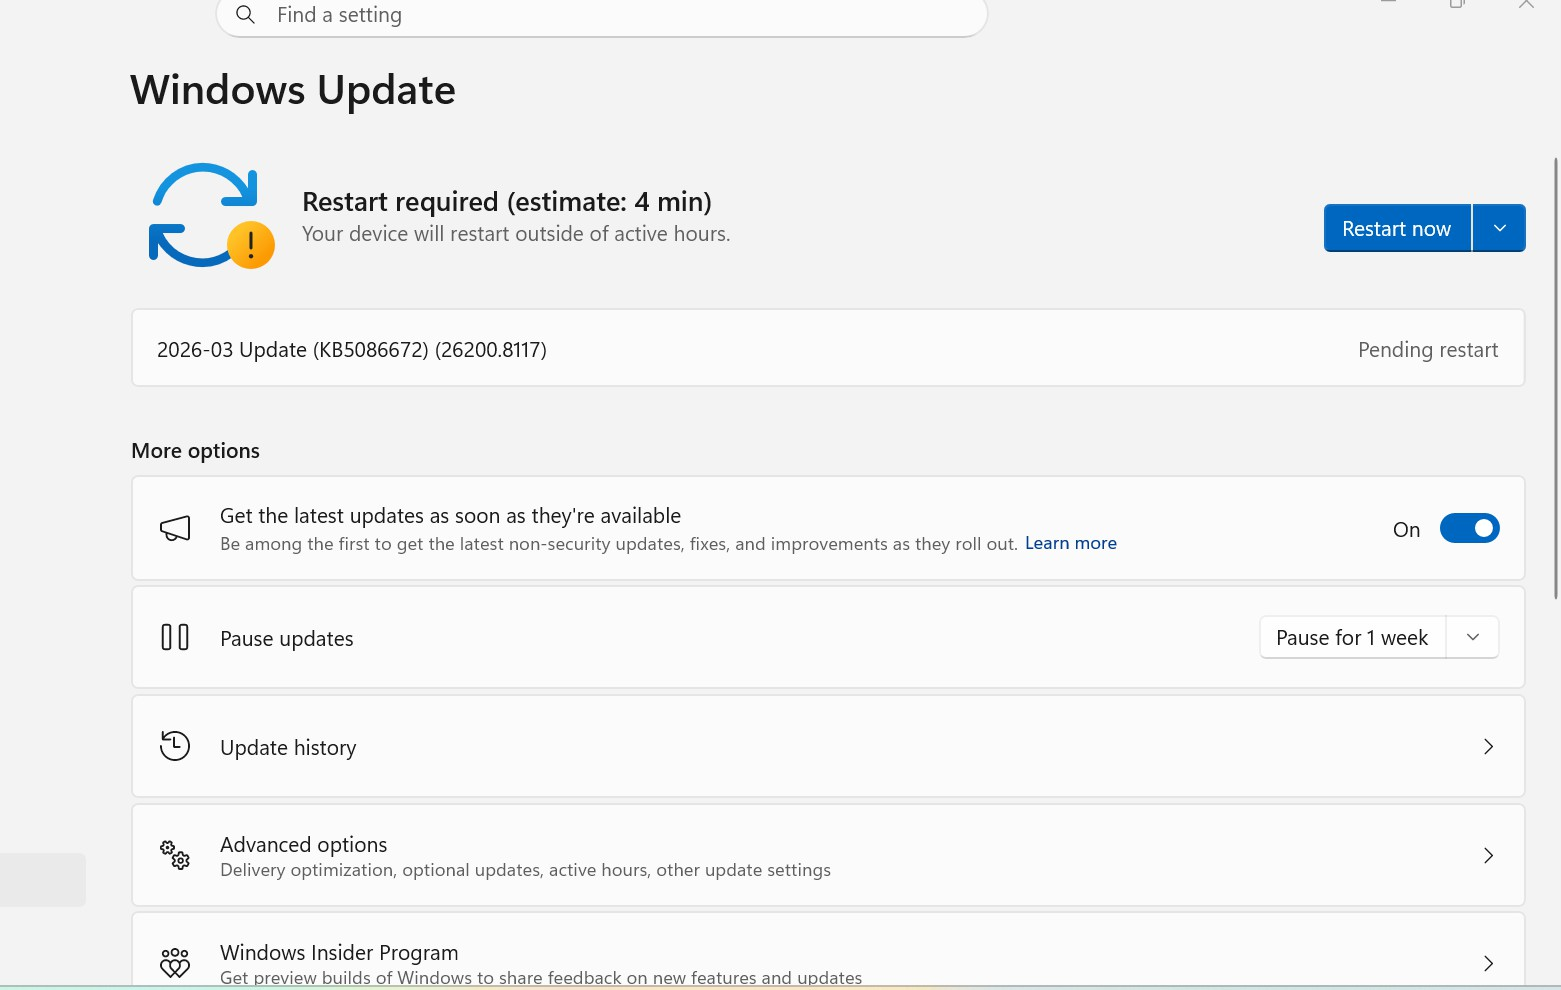 Find a setting
Windows Update
Restart required (estimate: 4 min)
Your device will restart outside of active hours.
Restart now
2026-03 Update (KB5086672) (26200.8117)
Pending restart
More options
Get the latest updates as soon as they're available
Be among the first to get the latest non-security updates, fixes, and improvements as they roll out. Learn more
On
Pause updates
Pause for 1 week
Update history
Advanced options
Delivery optimization, optional updates, active hours, other update settings
Windows Insider Program
Get preview builds of Windows to share feedback on new features and updates